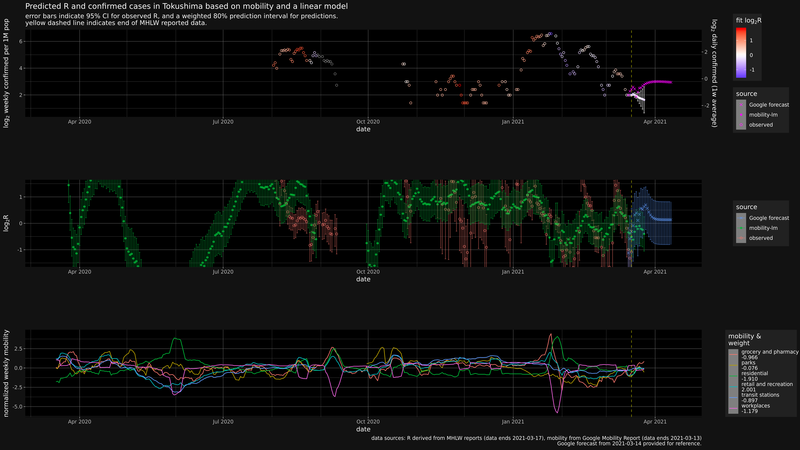 Predicted R and confirmed cases in Tokushima based on mobility and a linear model
error bars indicate 95% CI for observed R, and a weighted 80% prediction interval for predictions.
yellow dashed line indicates end of MHLW reported data.
log2 weekly confirmed per 1M pop
6
4
2
0
-2
log2 daily confirmed (1w average)
Apr 2020
Jul 2020
Oct 2020
Jan 2021
Apr 2021
date
fit log2R
1
0
-1
source
Google forecast
mobility-lm
observed
log2R
1
0
-1
Apr 2020
Jul 2020
Oct 2020
Jan 2021
Apr 2021
date
source
Google forecast
mobility-lm
observed
normalized weekly mobility
2.5
0.0
-2.5
-5.0
Apr 2020
Jul 2020
Oct 2020
Jan 2021
Apr 2021
date
mobility &
weight
grocery and pharmacy
-0.966
parks
-0.076
residential
-1.910
retail and recreation
2.001
transit stations
-0.897
workplaces
-1.179
data sources: R derived from MHLW reports (data ends 2021-03-17), mobility from Google Mobility Report (data ends 2021-03-13)
Google forecast from 2021-03-14 provided for reference.